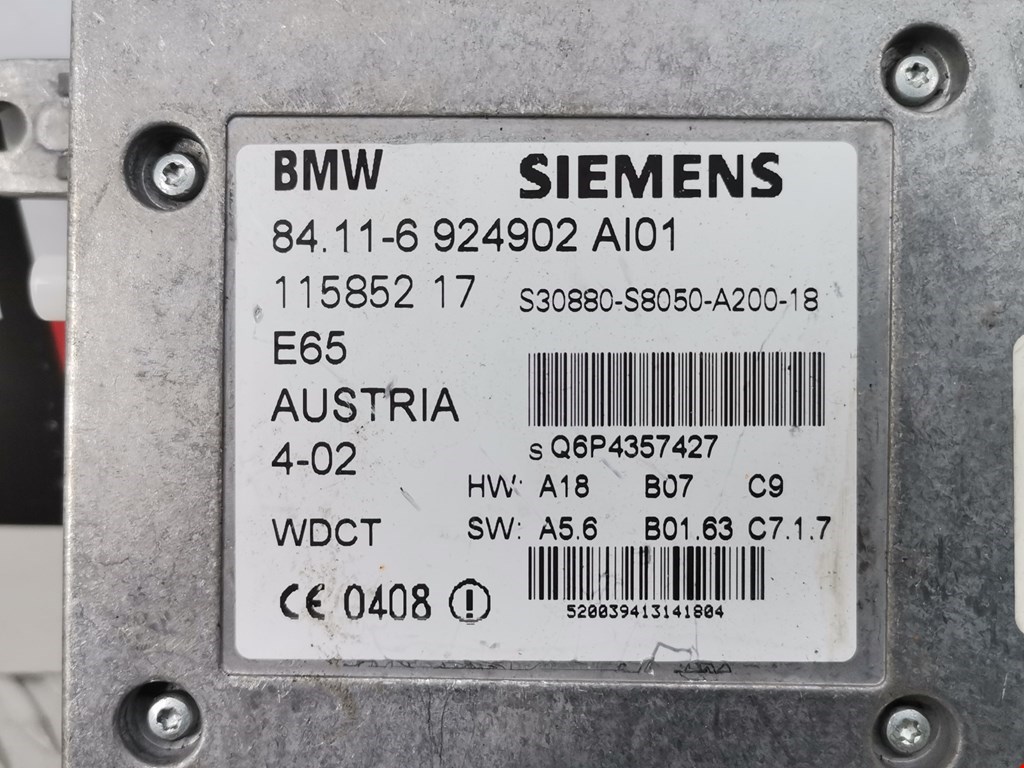 BMW SIEMENS
84.11-6 924902 AI01
115852 17 S30880-S8050-A200-18
E65
AUSTRIA
4-02
S Q6P4357427
HW: A18 B07 C9
WDCT SW: A5.6 B01.63 C7.1.7
CE 0408
520039413141804